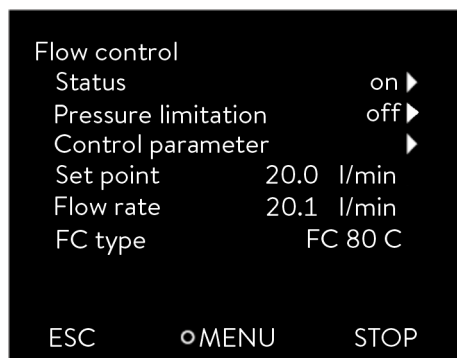 Flow control
Status on
Pressure limitation off
Control parameter
Set point 20.0 l/min
Flow rate 20.1 l/min
FC type FC 80 C
ESC MENU STOP